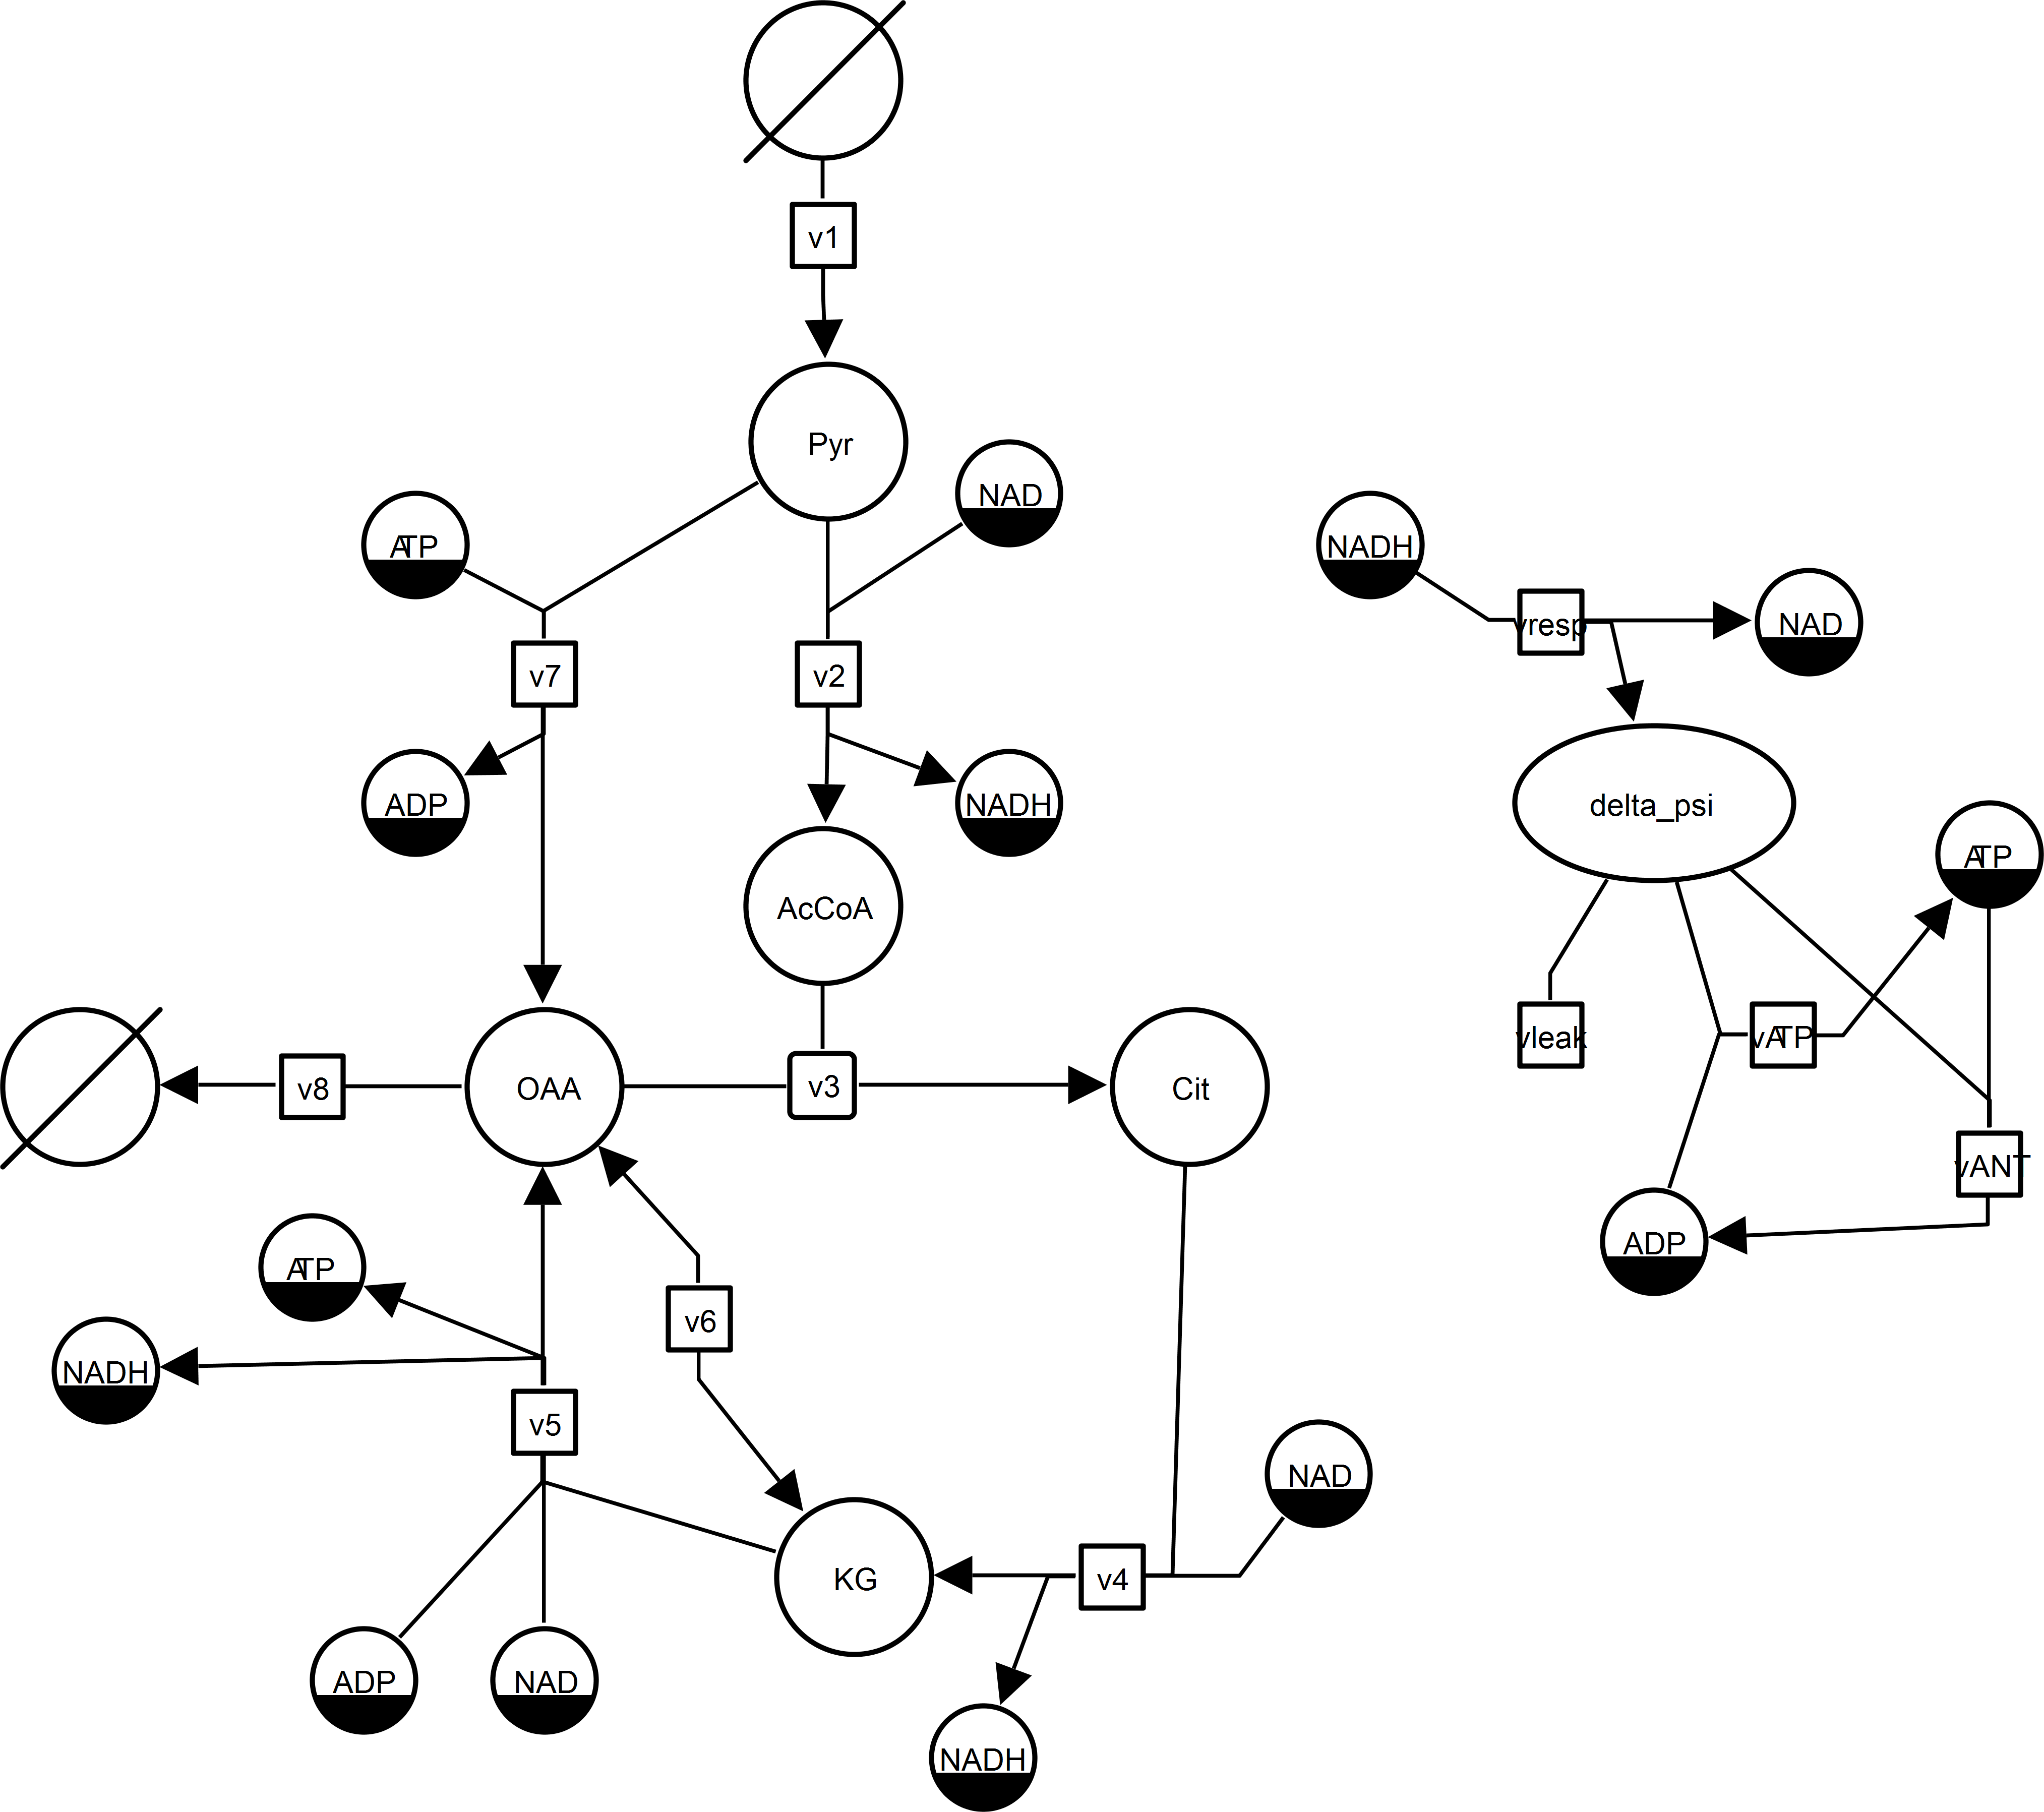 v1
Pyr
NAD
ATP
NADH
vresp
NAD
v7
v2
ADP
NADH
delta_psi
ATP
AcCoA
vleak
vATP
v8
OAA
v3
Cit
vANT
ADP
ATP
v6
NADH
v5
NAD
KG
v4
ADP
NAD
NADH